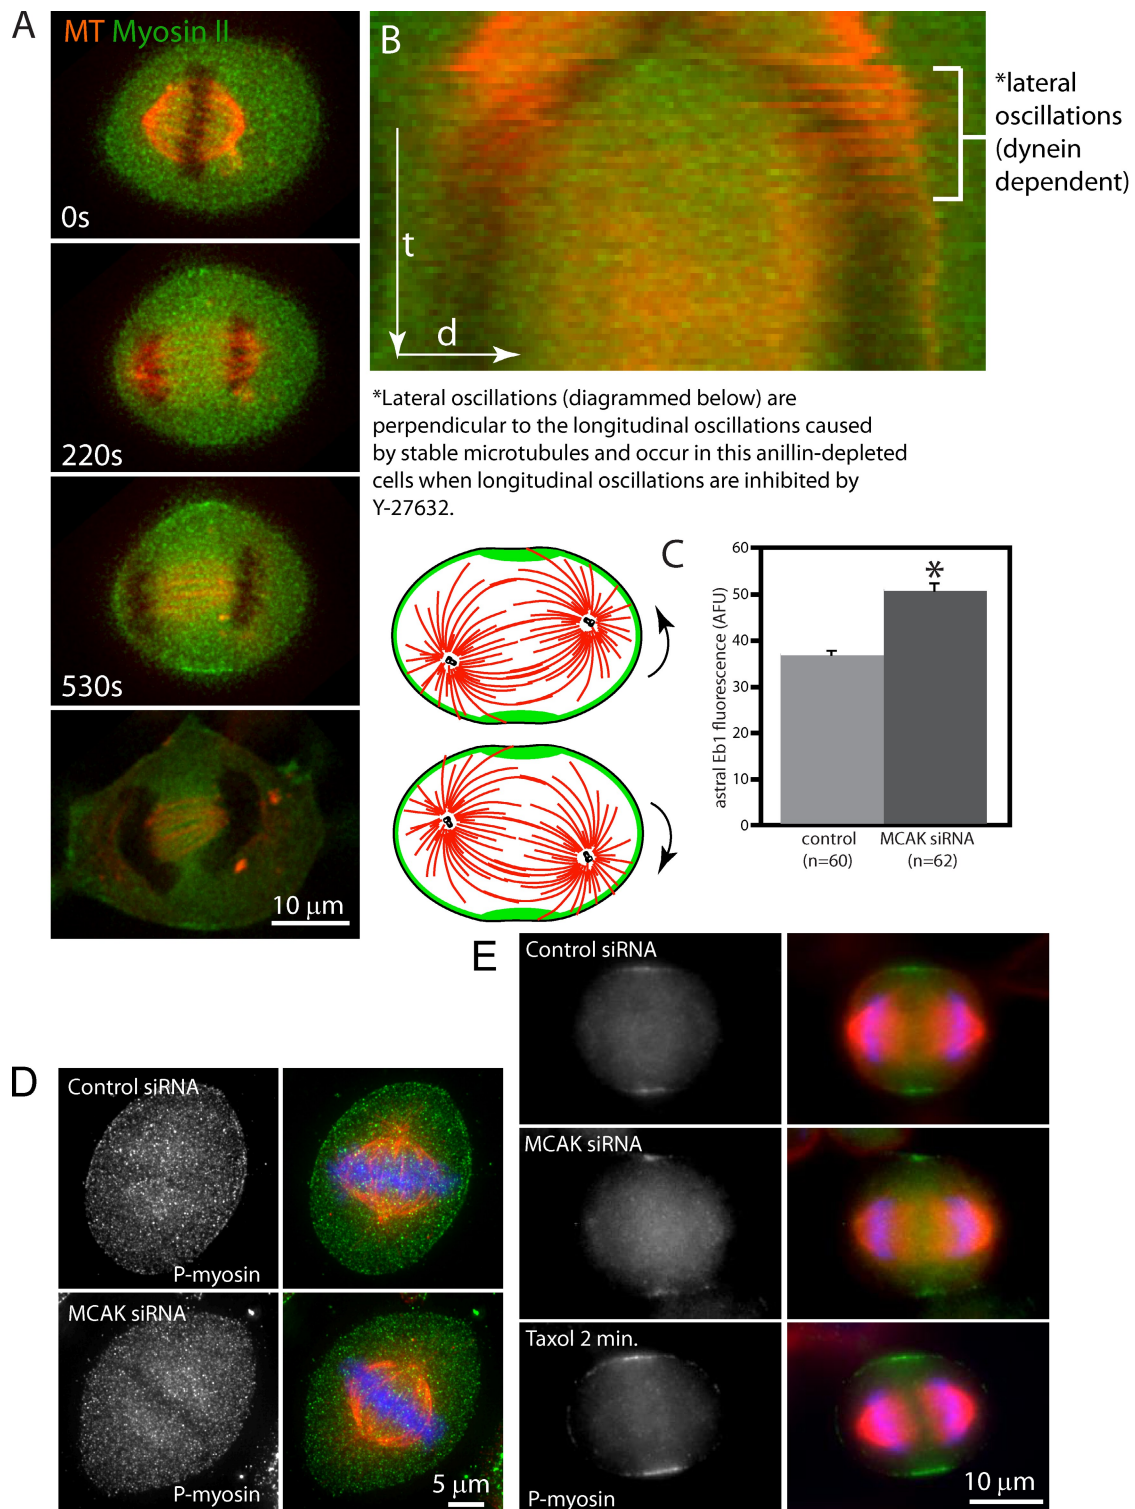 A
MT Myosin II
0s
220s
530s
10 μm
B
t
d
*lateral
oscillations
(dynein
dependent)
*Lateral oscillations (diagrammed below) are
perpendicular to the longitudinal oscillations caused
by stable microtubules and occur in this anillin-depleted
cells when longitudinal oscillations are inhibited by
Y-27632.
C
astral Eb1 fluorescence (AFU)
60
50
40
30
20
10
0
*
control
(n=60)
MCAK siRNA
(n=62)
D
Control siRNA
P-myosin
MCAK siRNA
P-myosin
5 μm
E
Control siRNA
MCAK siRNA
Taxol 2 min.
P-myosin
10 μm